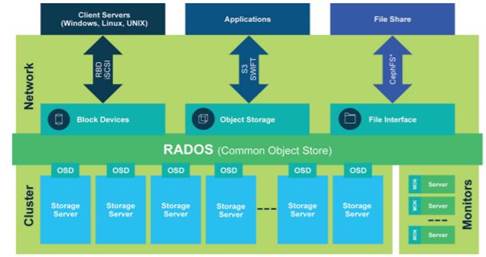 Client Servers
(Windows, Linux, UNIX)
Applications
File Share
Network
RBD
iSCSI
S3
SWIFT
CephFS*
Block Devices
Object Storage
File Interface
RADOS (Common Object Store)
Cluster
OSD
OSD
OSD
OSD
OSD
OSD
Storage
Server
Storage
Server
Storage
Server
Storage
Server
Storage
Server
Storage
Server
MON
Server
MON
Server
MON
Server
Monitors